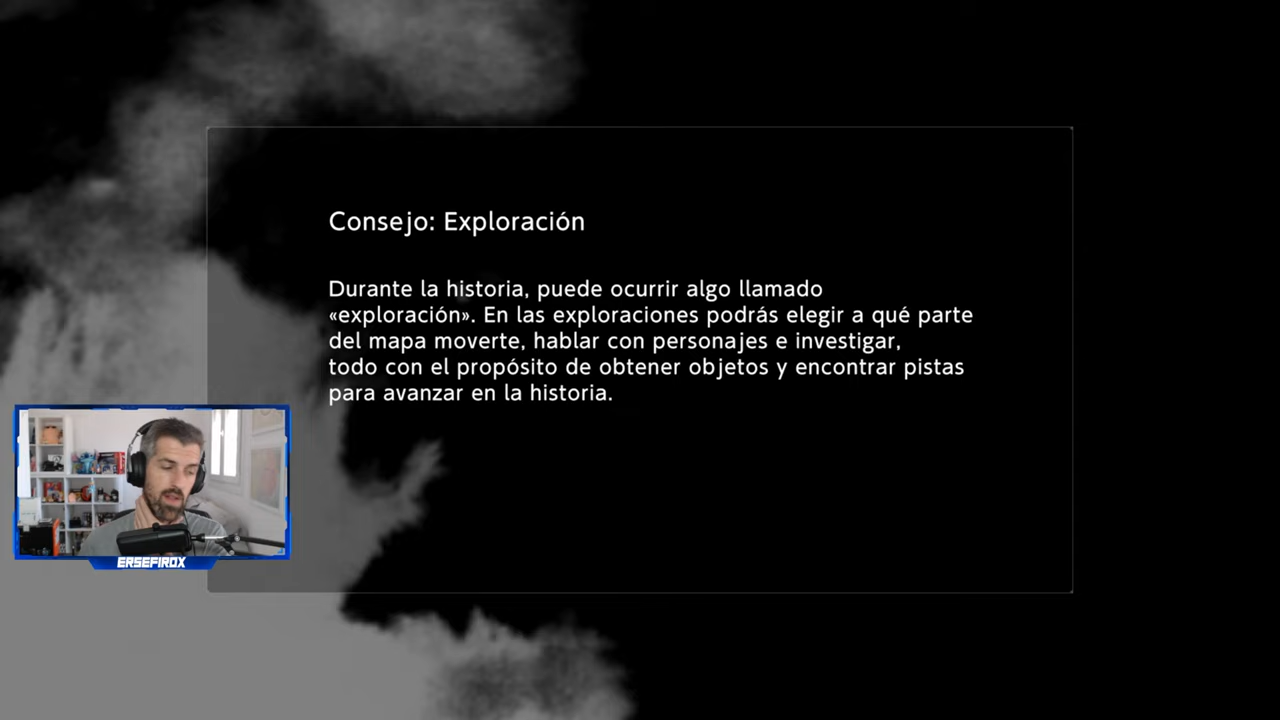 Consejo: Exploración
Durante la historia, puede ocurrir algo llamado
«exploración». En las exploraciones podrás elegir a qué parte
del mapa moverte, hablar con personajes e investigar,
todo con el propósito de obtener objetos y encontrar pistas
para avanzar en la historia.
ERSEFIROX